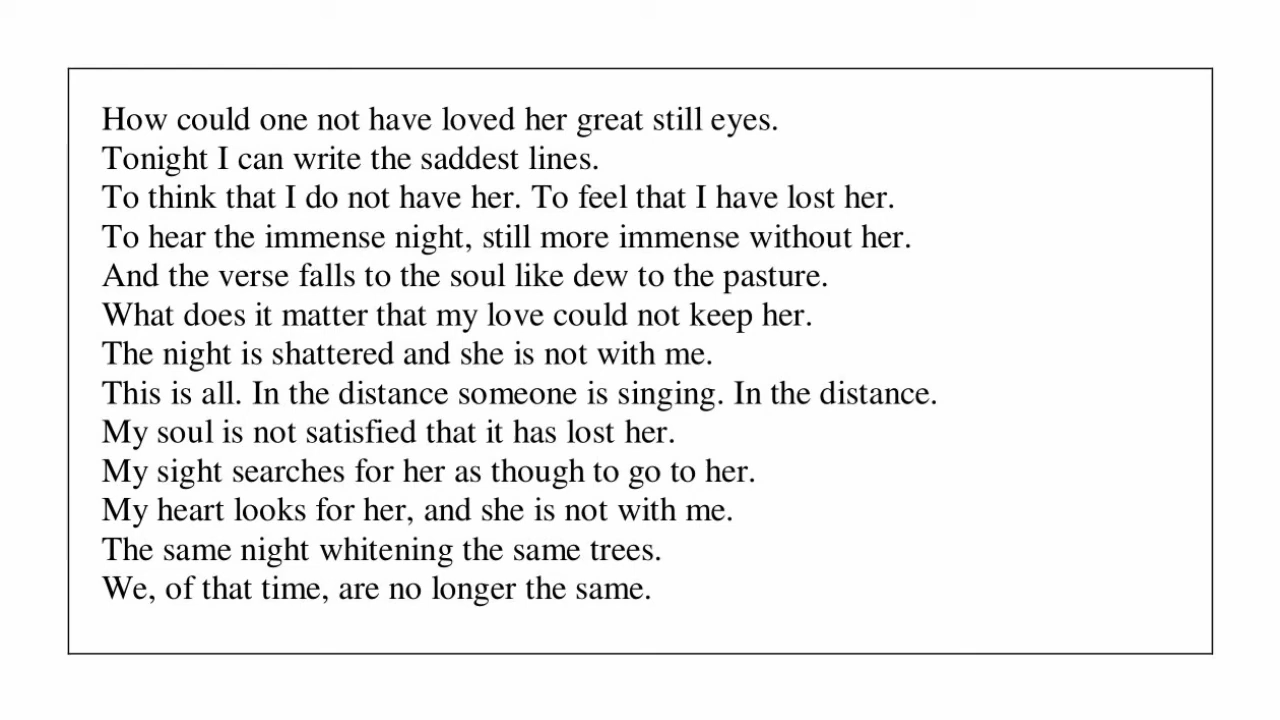 How could one not have loved her great still eyes.
Tonight I can write the saddest lines.
To think that I do not have her. To feel that I have lost her.
To hear the immense night, still more immense without her.
And the verse falls to the soul like dew to the pasture.
What does it matter that my love could not keep her.
The night is shattered and she is not with me.
This is all. In the distance someone is singing. In the distance.
My soul is not satisfied that it has lost her.
My sight searches for her as though to go to her.
My heart looks for her, and she is not with me.
The same night whitening the same trees.
We, of that time, are no longer the same.